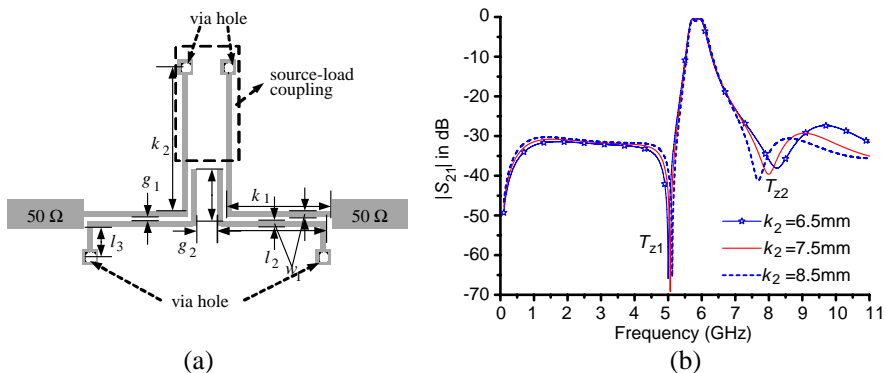 via hole
source-load
coupling
k2
g1
k1
50 Ω
50 Ω
l3
g2
l2
w1
via hole
(a)
|S21| in dB
0
-10
-20
-30
-40
-50
-60
-70
Tz1
Tz2
k2 =6.5mm
k2 =7.5mm
k2 =8.5mm
0 1 2 3 4 5 6 7 8 9 10 11
Frequency (GHz)
(b)